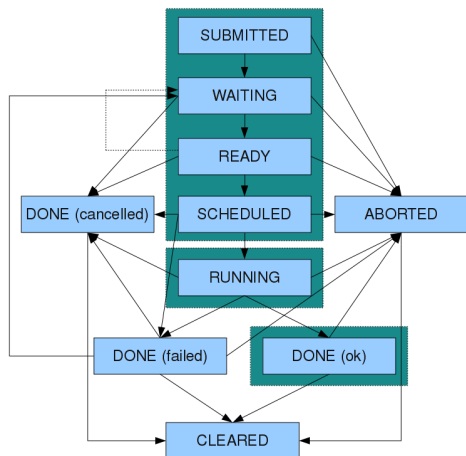 SUBMITTED
WAITING
READY
DONE (cancelled)
SCHEDULED
ABORTED
RUNNING
DONE (failed)
DONE (ok)
CLEARED